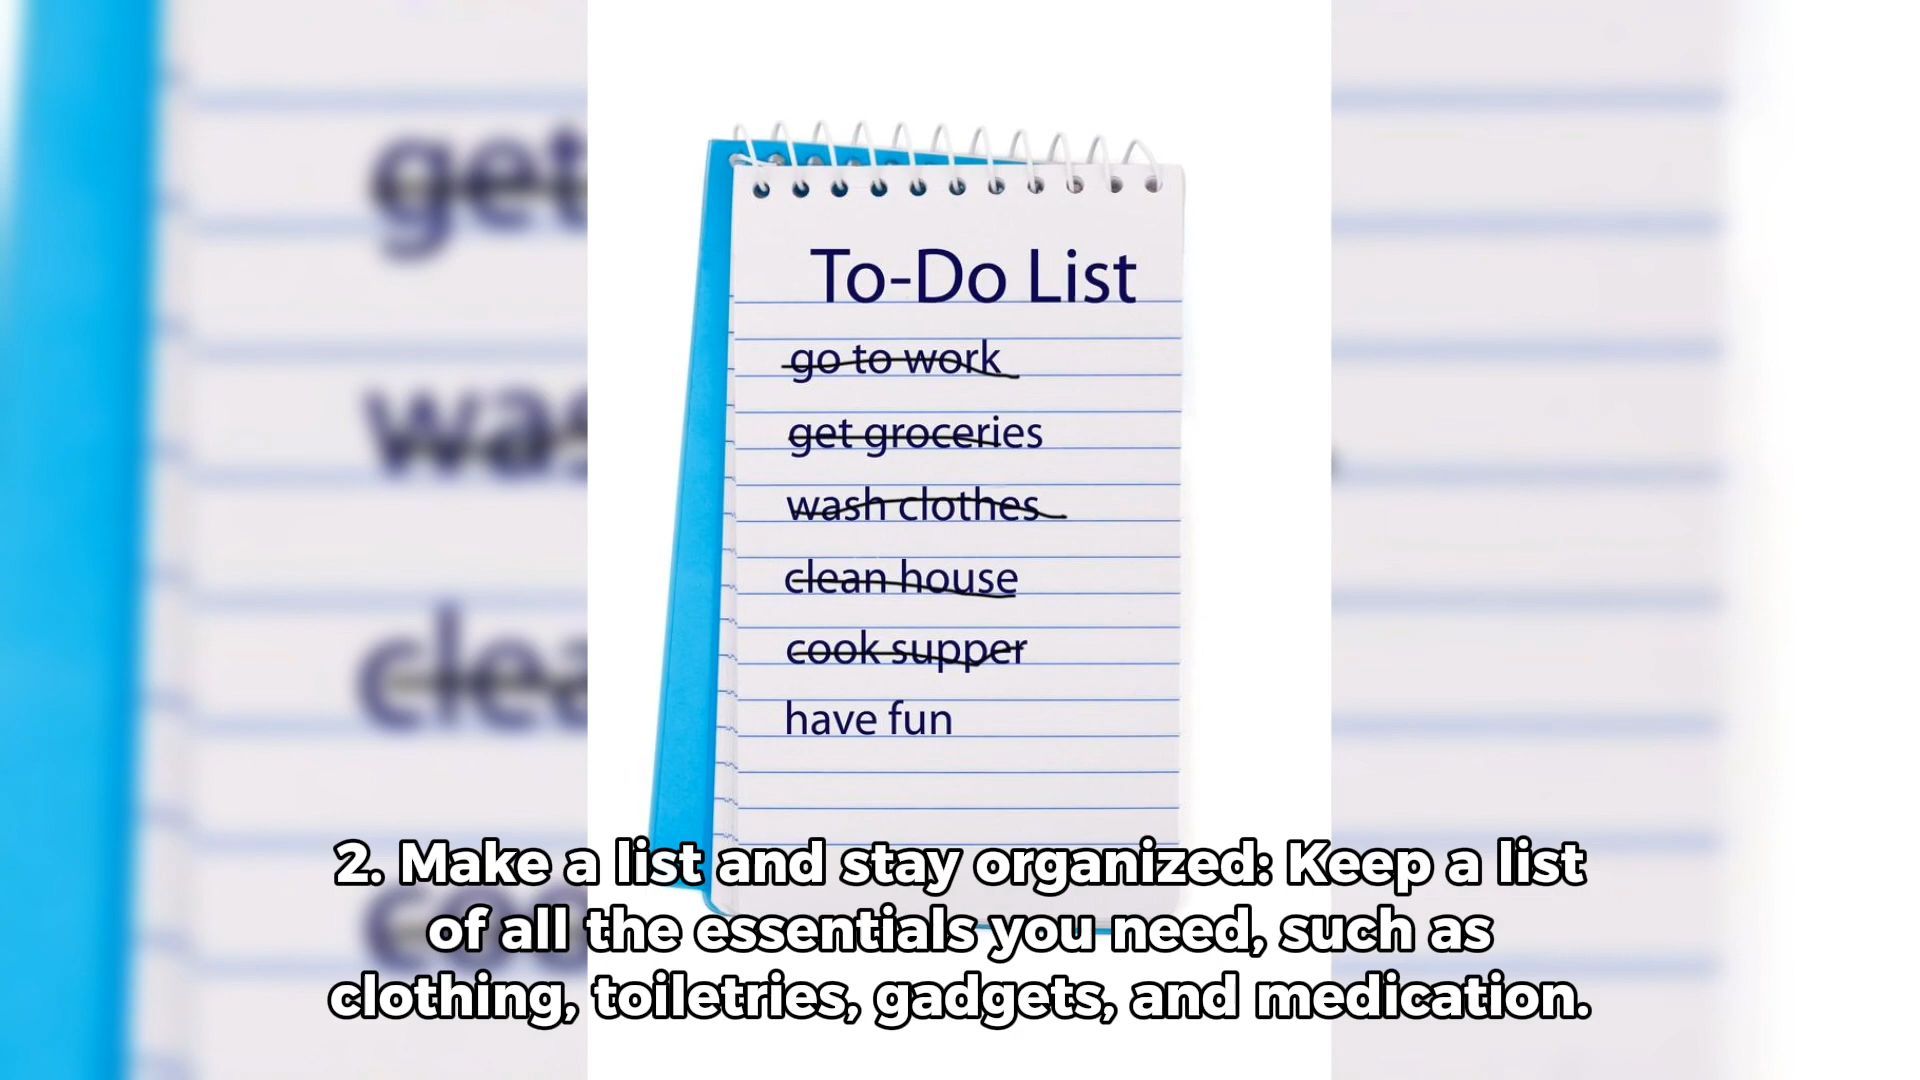 To-Do List
go to work
get groceries
wash clothes
clean house
cook supper
have fun
2. Make a list and stay organized: Keep a list
of all the essentials you need, such as
clothing, toiletries, gadgets, and medication.